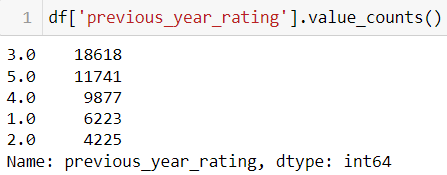 1 df['previous_year_rating'].value_counts()
3.0 18618
5.0 11741
4.0 9877
1.0 6223
2.0 4225
Name: previous_year_rating, dtype: int64